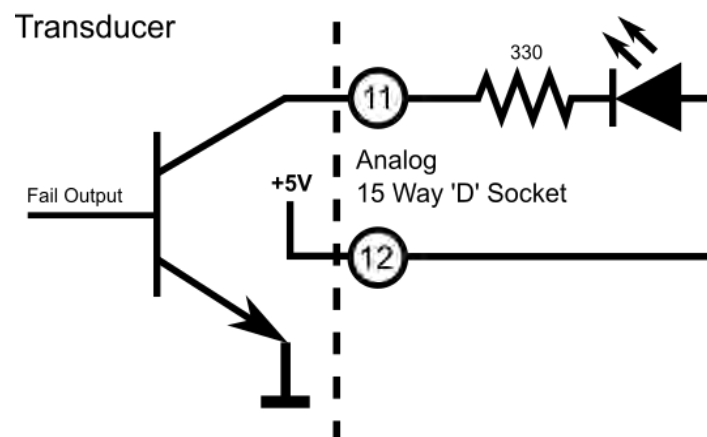 Transducer
330
11
Analog
15 Way 'D' Socket
+5V
Fail Output
12